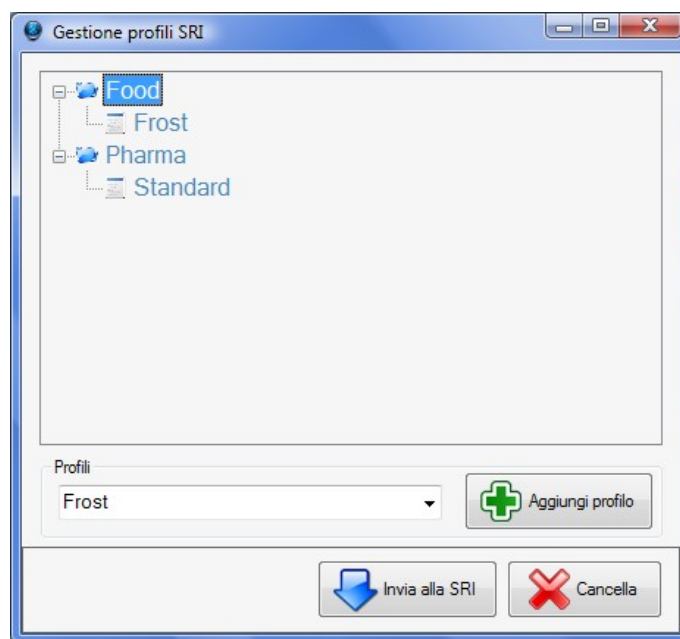 Gestione profili SRI
Food
Frost
Pharma
Standard
Profili
Frost
Aggiungi profilo
Invia alla SRI
Cancella